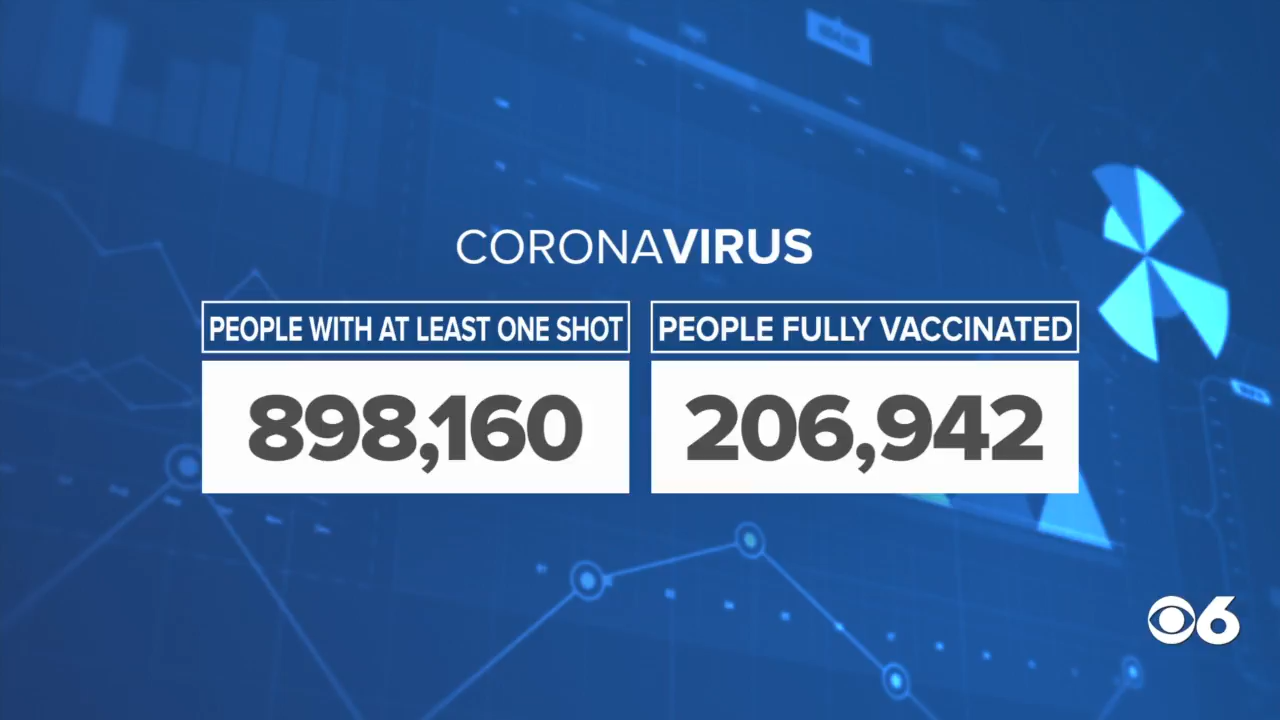 CORONAVIRUS
PEOPLE WITH AT LEAST ONE SHOT
PEOPLE FULLY VACCINATED
898,160
206,942
6